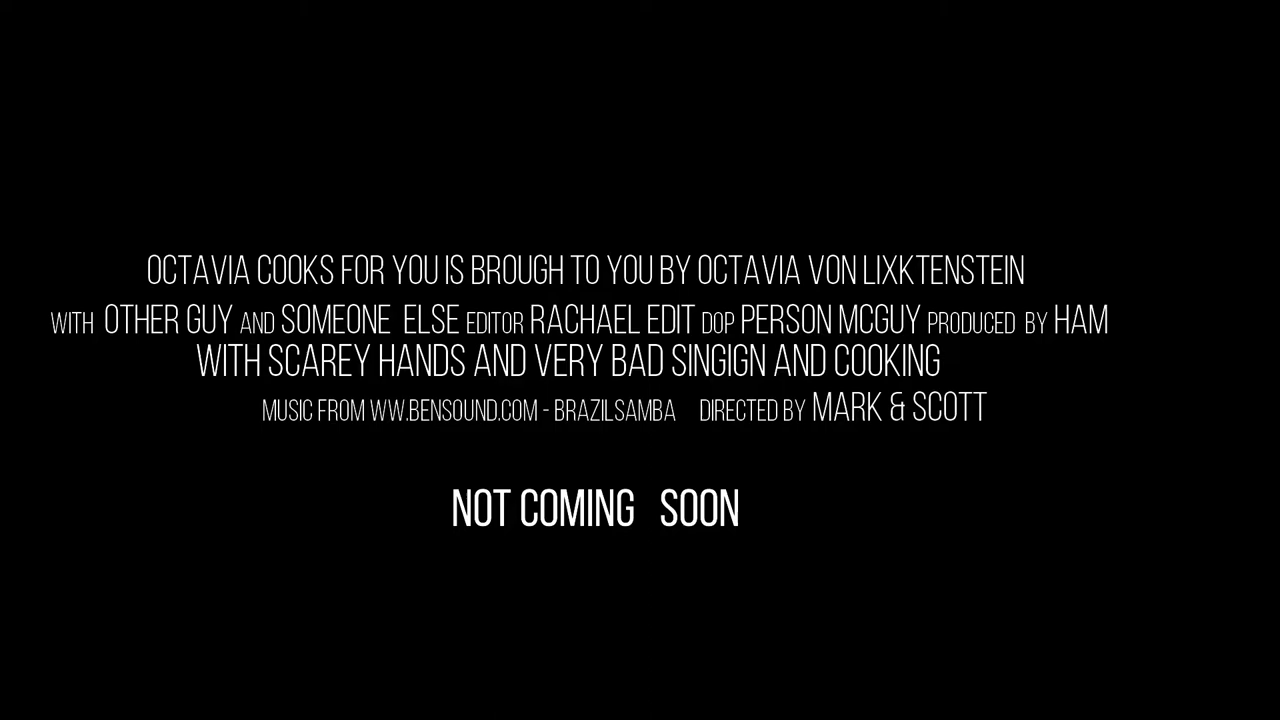 OCTAVIA COOKS FOR YOU IS BROUGH TO YOU BY OCTAVIA VON LIXKTENSTEIN
WITH OTHER GUY AND SOMEONE ELSE EDITOR RACHAEL EDIT DOP PERSON MCGUY PRODUCED BY HAM
WITH SCAREY HANDS AND VERY BAD SINGIGN AND COOKING
MUSIC FROM WW.BENSOUND.COM - BRAZILSAMBA DIRECTED BY MARK & SCOTT
NOT COMING SOON